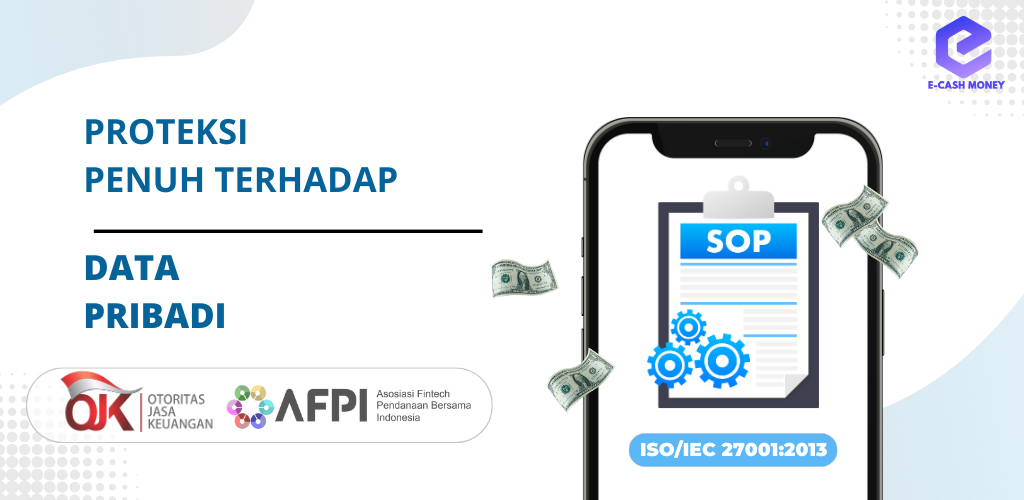 E-CASH MONEY
PROTEKSI
PENUH TERHADAP
DATA
PRIBADI
OJK
OTORITAS
JASA
KEUANGAN
AFPI
Asosiasi Fintech
Pendanaan Bersama
Indonesia
SOP
ISO/IEC 27001:2013